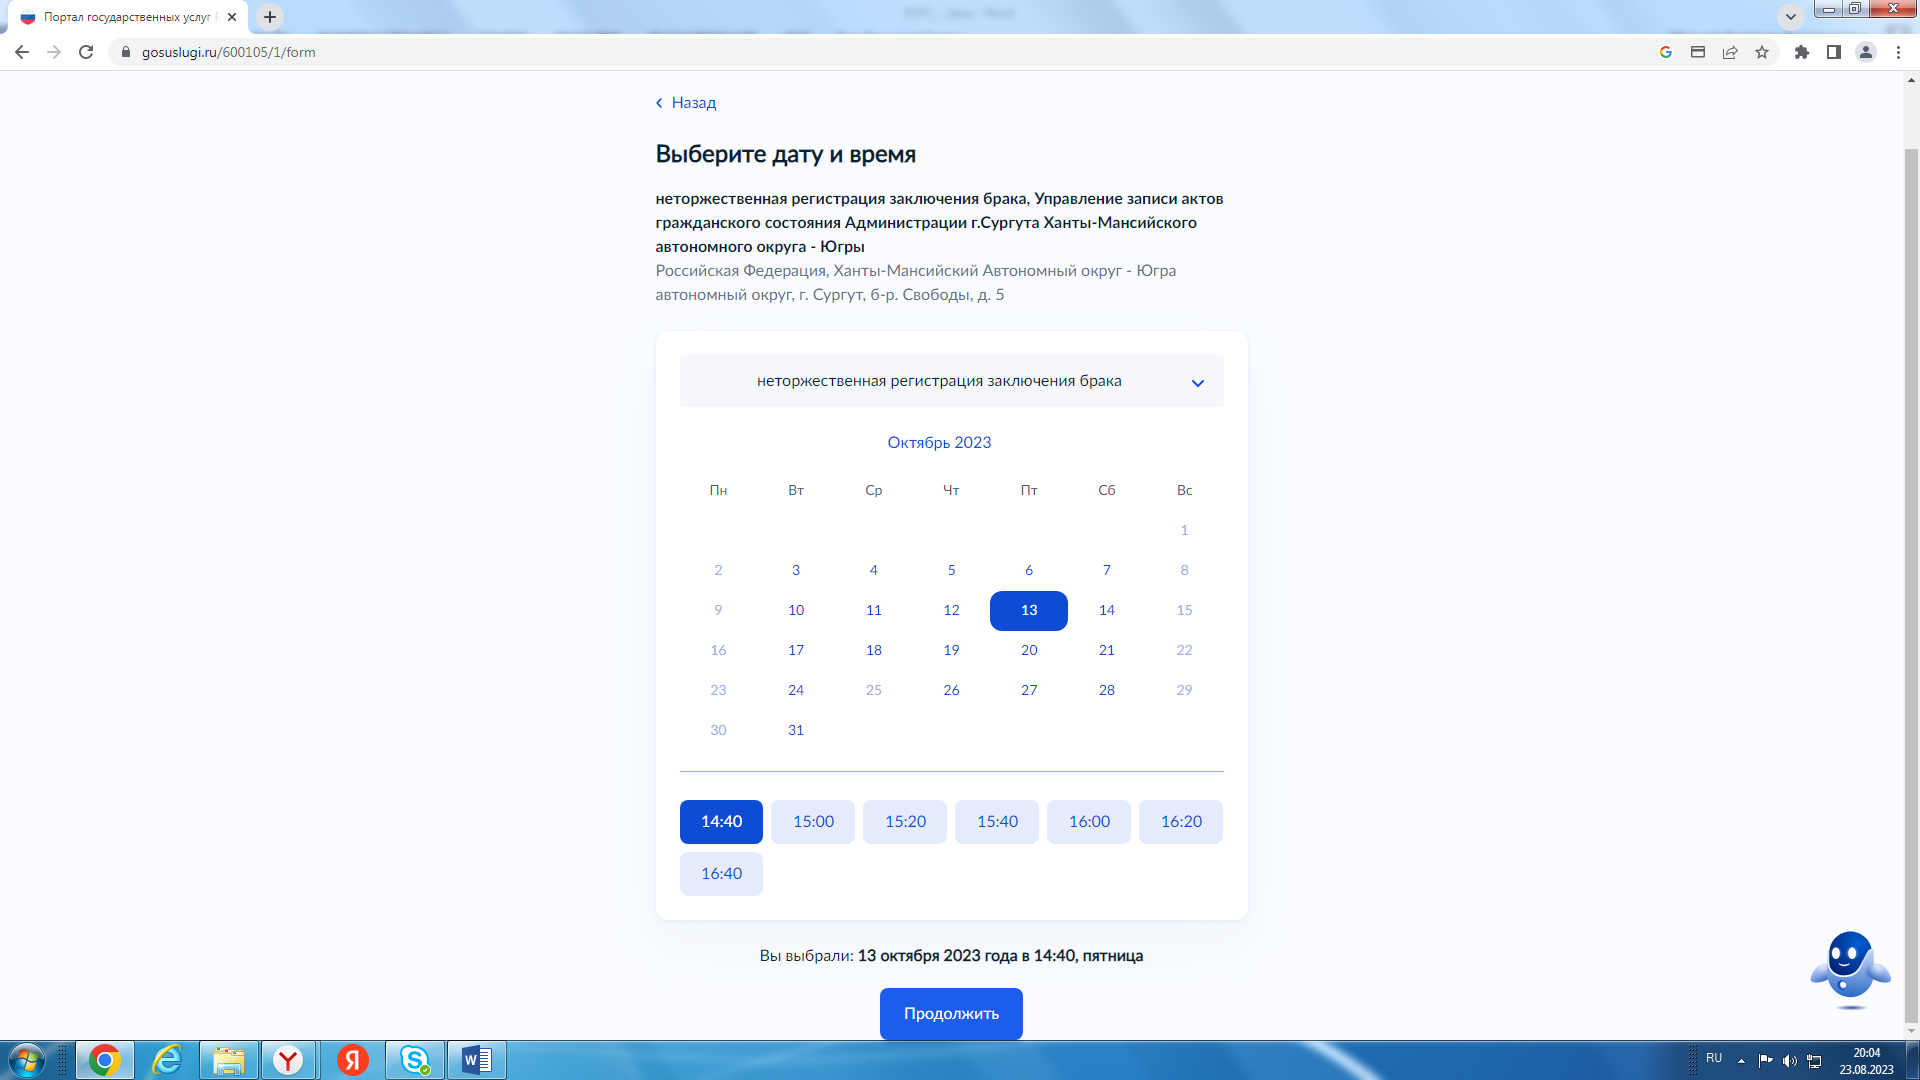 Портал государственных услуг
gosuslugi.ru/600105/1/form
Назад
Выберите дату и время
неторжественная регистрация заключения брака, Управление записи актов
гражданского состояния Администрации г.Сургута Ханты-Мансийского
автономного округа - Югры
Российская Федерация, Ханты-Мансийский Автономный округ - Югра
автономный округ, г. Сургут, б-р. Свободы, д. 5
неторжественная регистрация заключения брака
Октябрь 2023
Пн Вт Ср Чт Пт Сб Вс
1
2 3 4 5 6 7 8
9 10 11 12 13 14 15
16 17 18 19 20 21 22
23 24 25 26 27 28 29
30 31
14:40 15:00 15:20 15:40 16:00 16:20
16:40
Вы выбрали: 13 октября 2023 года в 14:40, пятница
Продолжить
RU
20:04
23.08.2023